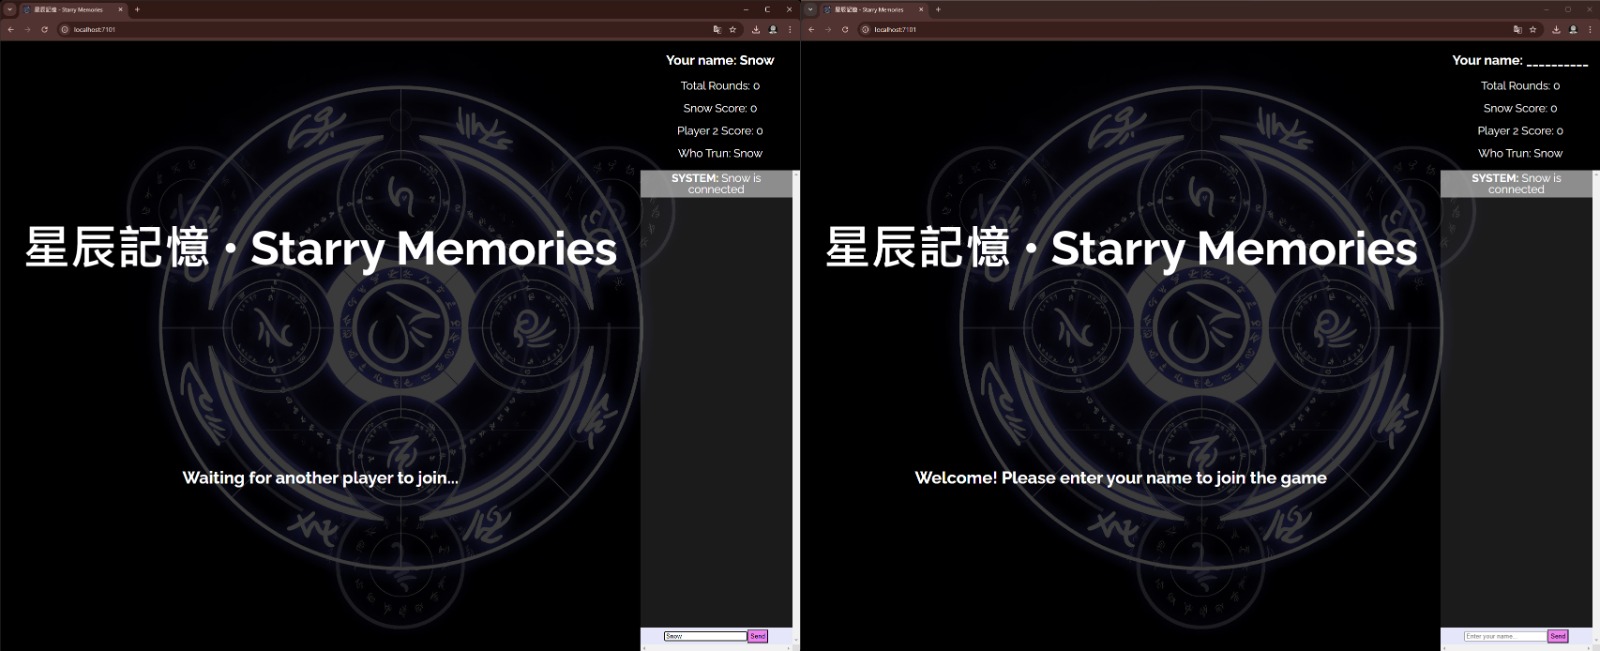 星辰記憶 - Starry Memories
localhost:7101
Your name: Snow
Total Rounds: 0
Snow Score: 0
Player 2 Score: 0
Who Trun: Snow
SYSTEM: Snow is
connected
星辰記憶 • Starry Memories
Waiting for another player to join...
Snow
Send
星辰記憶 - Starry Memories
localhost:7101
Your name: __________
Total Rounds: 0
Snow Score: 0
Player 2 Score: 0
Who Trun: Snow
SYSTEM: Snow is
connected
星辰記憶 • Starry Memories
Welcome! Please enter your name to join the game
Enter your name...
Send